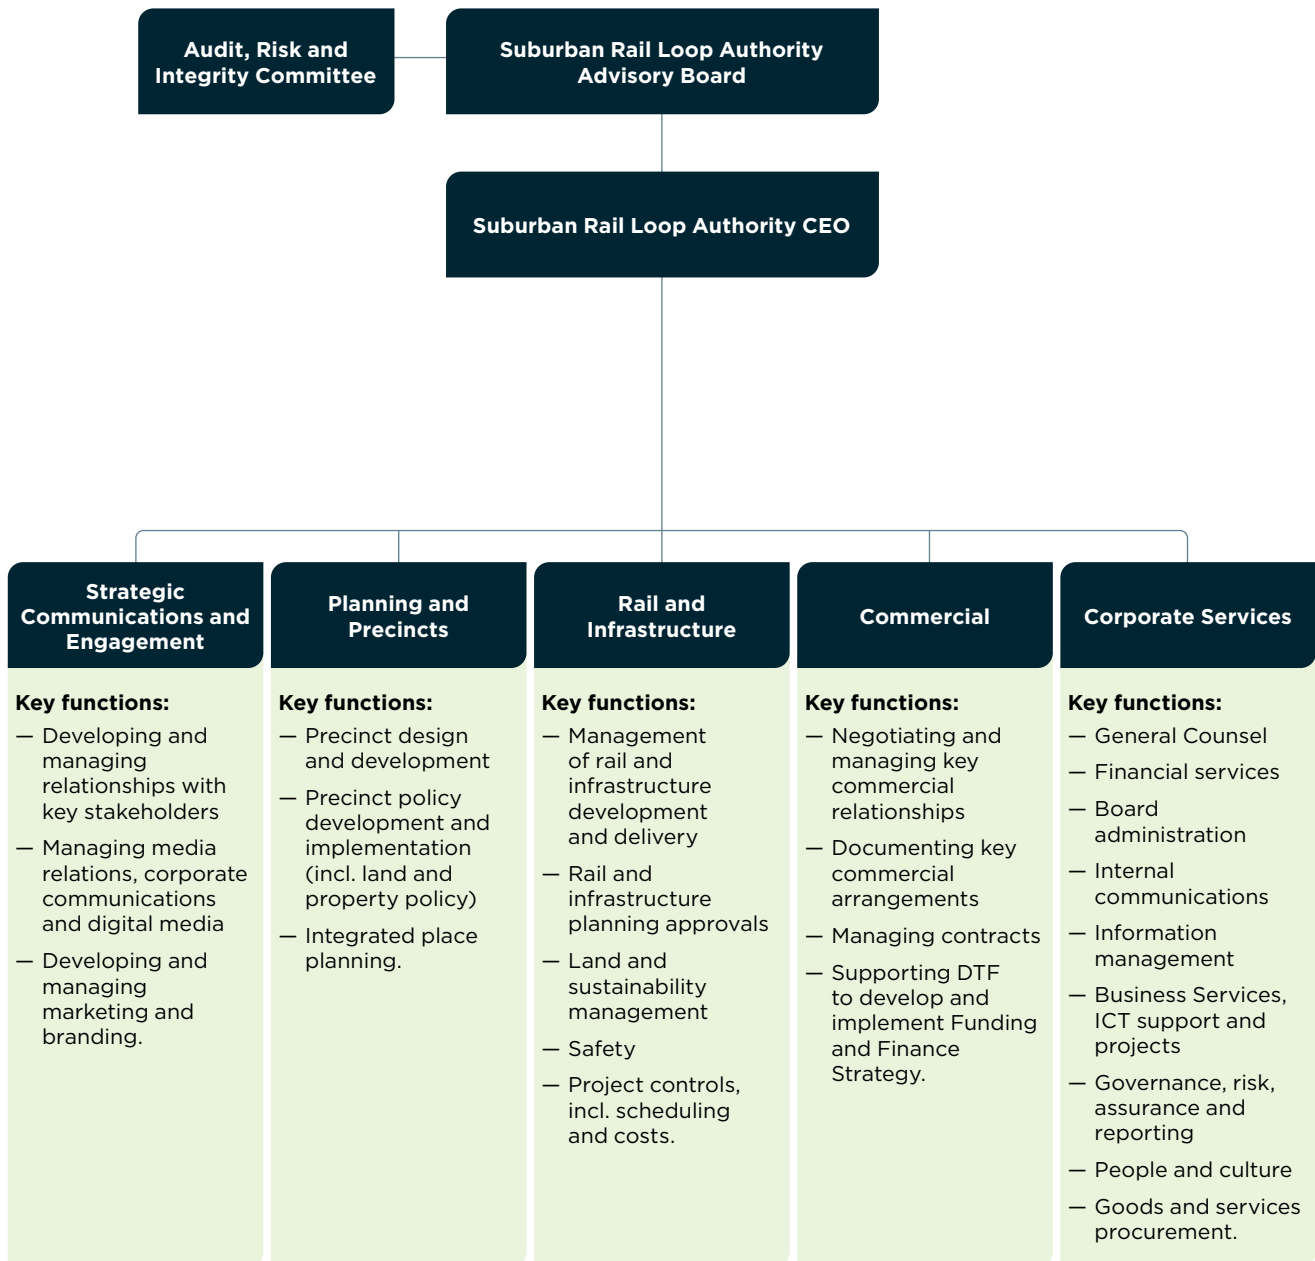 Audit, Risk and
Integrity Committee
Suburban Rail Loop Authority
Advisory Board
Suburban Rail Loop Authority CEO
Strategic
Communications and
Engagement
Key functions:
— Developing and
managing
relationships with
key stakeholders
— Managing media
relations, corporate
communications
and digital media
— Developing and
managing
marketing and
branding.
Planning and
Precincts
Key functions:
— Precinct design
and development
— Precinct policy
development and
implementation
(incl. land and
property policy)
— Integrated place
planning.
Rail and
Infrastructure
Key functions:
— Management
of rail and
infrastructure
development
and delivery
— Rail and
infrastructure
planning approvals
— Land and
sustainability
management
— Safety
— Project controls,
incl. scheduling
and costs.
Commercial
Key functions:
— Negotiating and
managing key
commercial
relationships
— Documenting key
commercial
arrangements
— Managing contracts
— Supporting DTF
to develop and
implement Funding
and Finance
Strategy.
Corporate Services
Key functions:
— General Counsel
— Financial services
— Board
administration
— Internal
communications
— Information
management
— Business Services,
ICT support and
projects
— Governance, risk,
assurance and
reporting
— People and culture
— Goods and services
procurement.